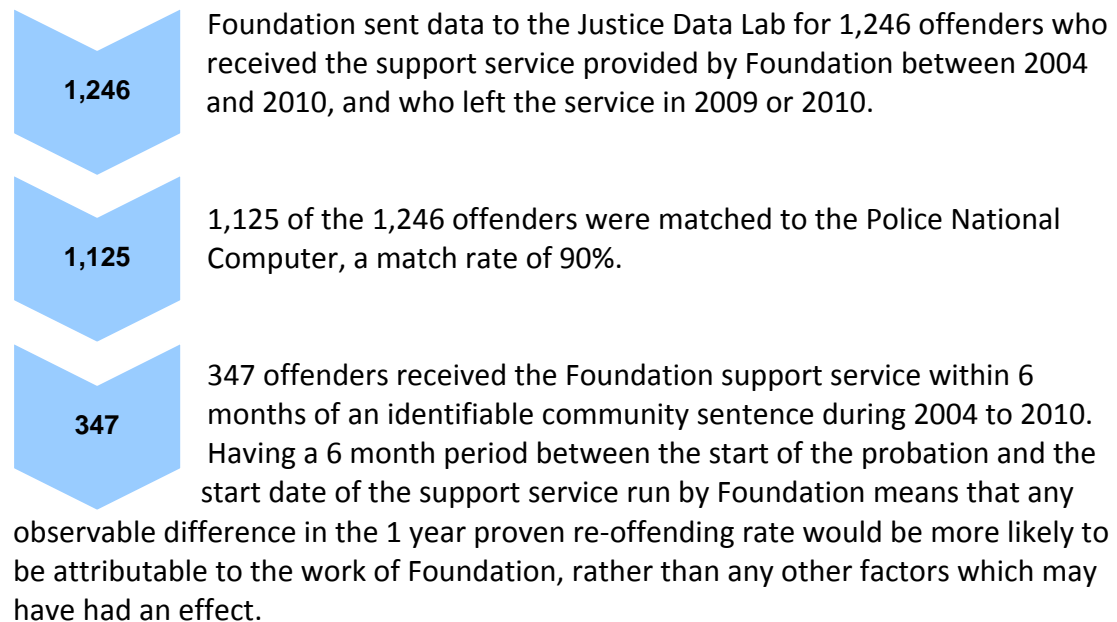 Foundation sent data to the Justice Data Lab for 1,246 offenders who
received the support service provided by Foundation between 2004
1,246
and 2010, and who left the service in 2009 or 2010.
1,125 of the 1,246 offenders were matched to the Police National
1,125
Computer, a match rate of 90%.
347 offenders received the Foundation support service within 6
347
months of an identifiable community sentence during 2004 to 2010.
Having a 6 month period between the start of the probation and the
start date of the support service run by Foundation means that any
observable difference in the 1 year proven re-offending rate would be more likely to
be attributable to the work of Foundation, rather than any other factors which may
have had an effect.